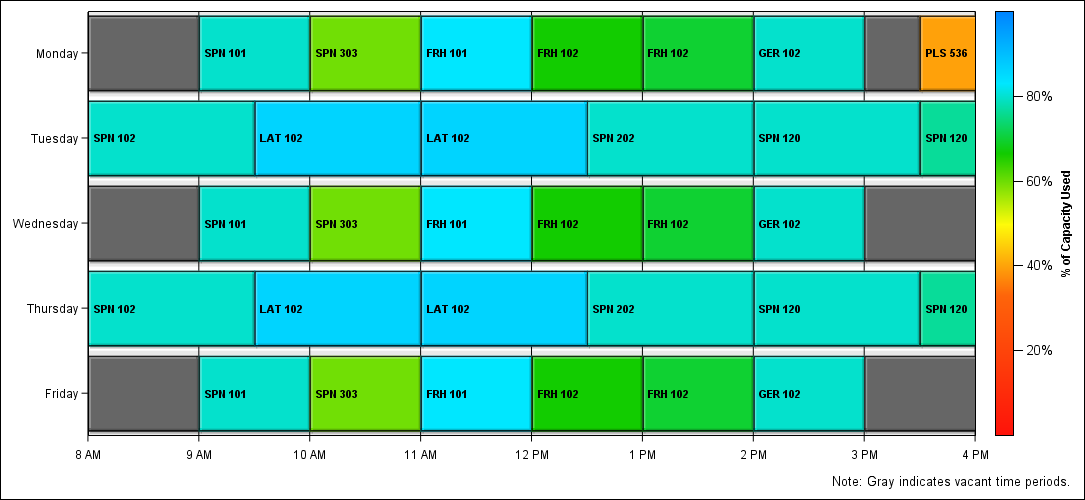 Monday
SPN 101
SPN 303
FRH 101
FRH 102
FRH 102
GER 102
PLS 536
Tuesday
SPN 102
LAT 102
LAT 102
SPN 202
SPN 120
SPN 120
Wednesday
SPN 101
SPN 303
FRH 101
FRH 102
FRH 102
GER 102
Thursday
SPN 102
LAT 102
LAT 102
SPN 202
SPN 120
SPN 120
Friday
SPN 101
SPN 303
FRH 101
FRH 102
FRH 102
GER 102
8 AM
9 AM
10 AM
11 AM
12 PM
1 PM
2 PM
3 PM
4 PM
80%
60%
40%
20%
% of Capacity Used
Note: Gray indicates vacant time periods.